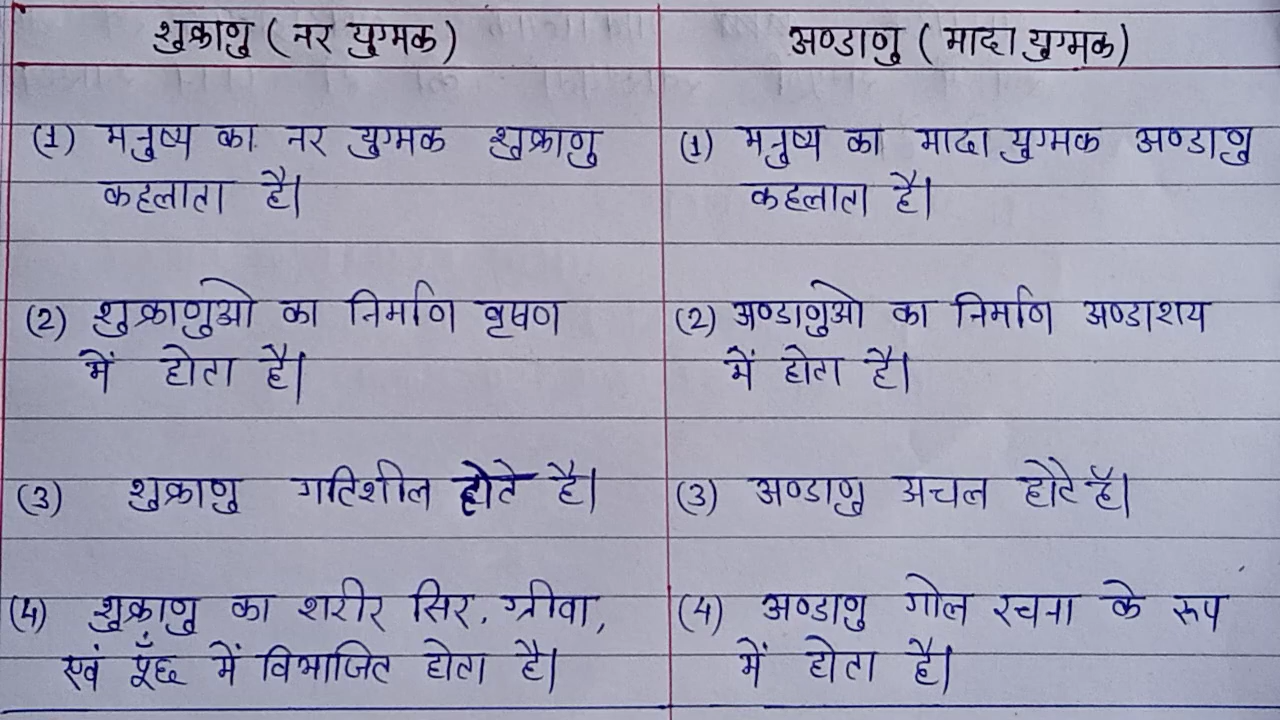 शुक्राणु (नर युग्मक)
अण्डाणु (मादा युग्मक)
(1) मनुष्य का नर युग्मक शुक्राणु
कहलाता है।
(1) मनुष्य का मादा युग्मक अण्डाणु
कहलाता है।
(2) शुक्राणुओ का निर्माण वृषण
में होता है।
(2) अण्डाणुओ का निर्माण अण्डाशय
में होता है।
(3) शुक्राणु गतिशील होते है।
(3) अण्डाणु अचल होते है।
(4) शुक्राणु का शरीर सिर, ग्रीवा,
एवं पूँछ में विभाजित होता है।
(4) अण्डाणु गोल रचना के रूप
में होता है।